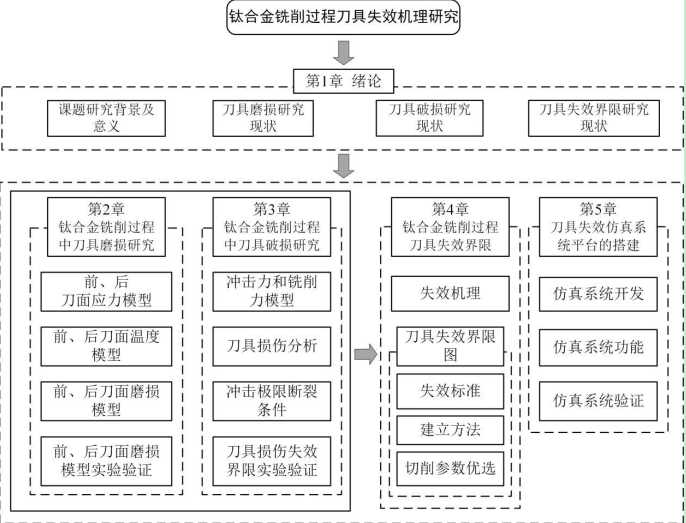 钛合金铣削过程刀具失效机理研究
第1章 绪论
课题研究背景及
意义
刀具磨损研究
现状
刀具破损研究
现状
刀具失效界限研究
现状
第2章
钛合金铣削过程
中刀具磨损研究
前、后
刀面应力模型
前、后刀面温度
模型
前、后刀面磨损
模型
前、后刀面磨损
模型实验验证
第3章
钛合金铣削过程
中刀具破损研究
冲击力和铣削
力模型
刀具损伤分析
冲击极限断裂
条件
刀具损伤失效
界限实验验证
第4章
钛合金铣削过程
刀具失效界限
失效机理
刀具失效界限
图
失效标准
建立方法
切削参数优选
第5章
刀具失效仿真系
统平台的搭建
仿真系统开发
仿真系统功能
仿真系统验证